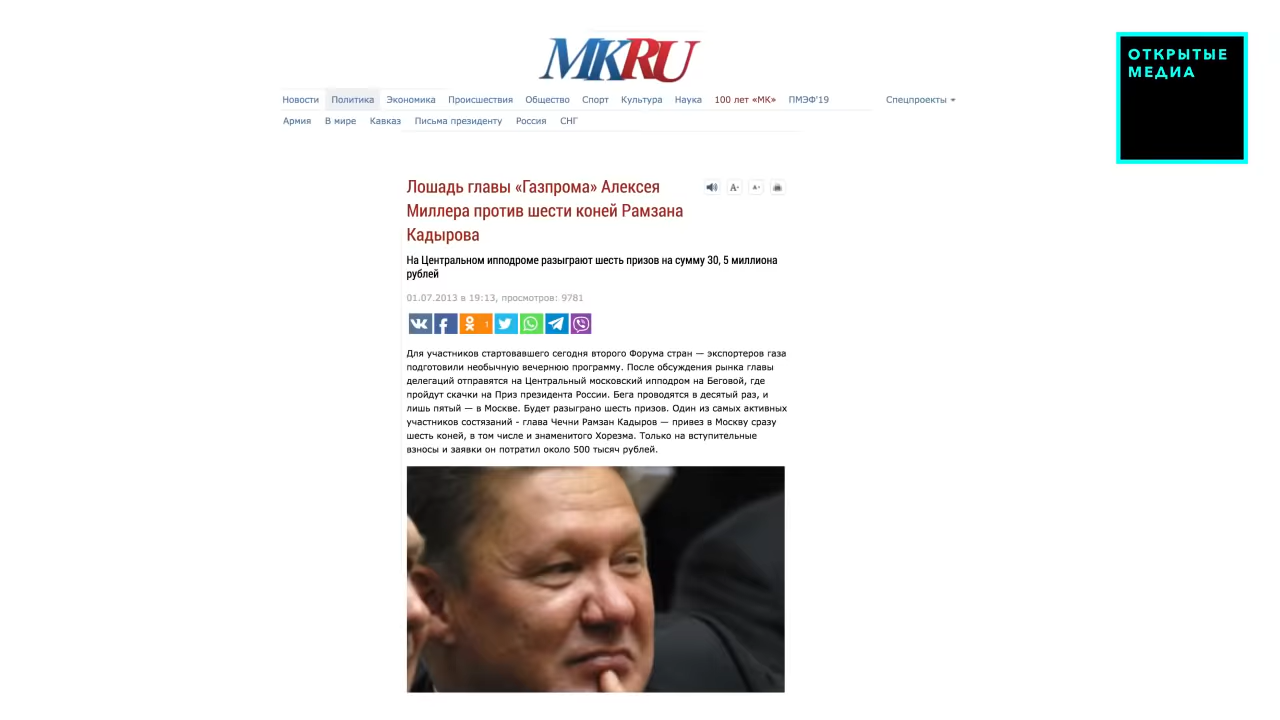 MKRU
ОТКРЫТЫЕ
МЕДИА
Новости Политика Экономика Происшествия Общество Спорт Культура Наука 100 лет «МК» ПМЭФ'19 Спецпроекты
Армия В мире Кавказ Письма президенту Россия СНГ
Лошадь главы «Газпрома» Алексея
Миллера против шести коней Рамзана
Кадырова
На Центральном ипподроме разыграют шесть призов на сумму 30, 5 миллиона
рублей
01.07.2013 в 19:13, просмотров: 9781
1
Для участников стартовавшего сегодня второго Форума стран — экспортеров газа
подготовили необычную вечернюю программу. После обсуждения рынка главы
делегаций отправятся на Центральный московский ипподром на Беговой, где
пройдут скачки на Приз президента России. Бега проводятся в десятый раз, и
лишь пятый — в Москве. Будет разыграно шесть призов. Один из самых активных
участников состязаний - глава Чечни Рамзан Кадыров — привез в Москву сразу
шесть коней, в том числе и знаменитого Хорезма. Только на вступительные
взносы и заявки он потратил около 500 тысяч рублей.